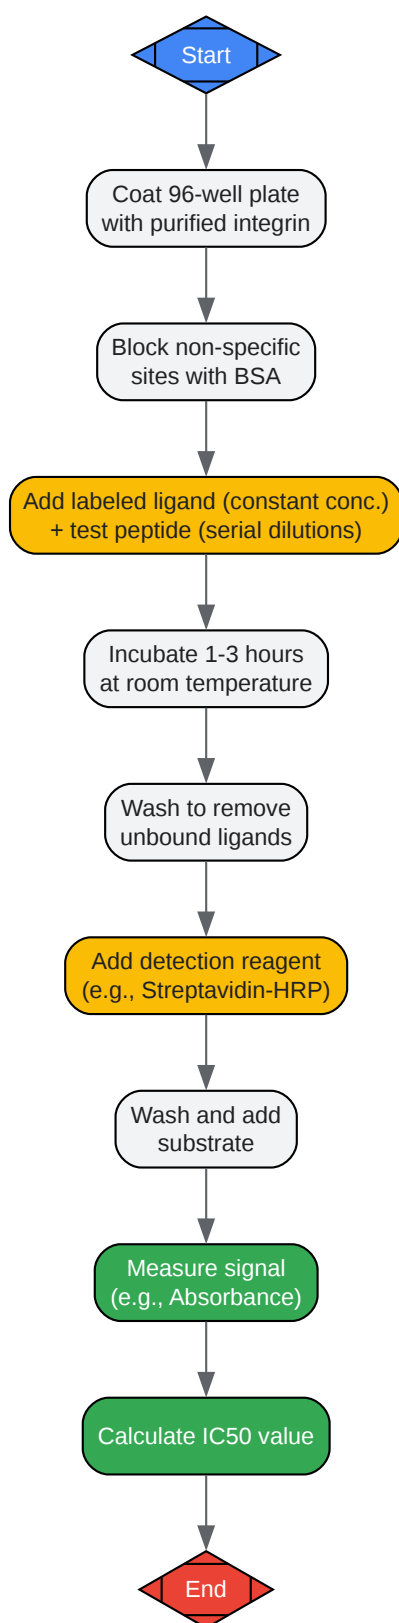 Start
Coat 96-well plate
with purified integrin
Block non-specific
sites with BSA
Add labeled ligand (constant conc.)
+ test peptide (serial dilutions)
Incubate 1-3 hours
at room temperature
Wash to remove
unbound ligands
Add detection reagent
(e.g., Streptavidin-HRP)
Wash and add
substrate
Measure signal
(e.g., Absorbance)
Calculate IC50 value
End